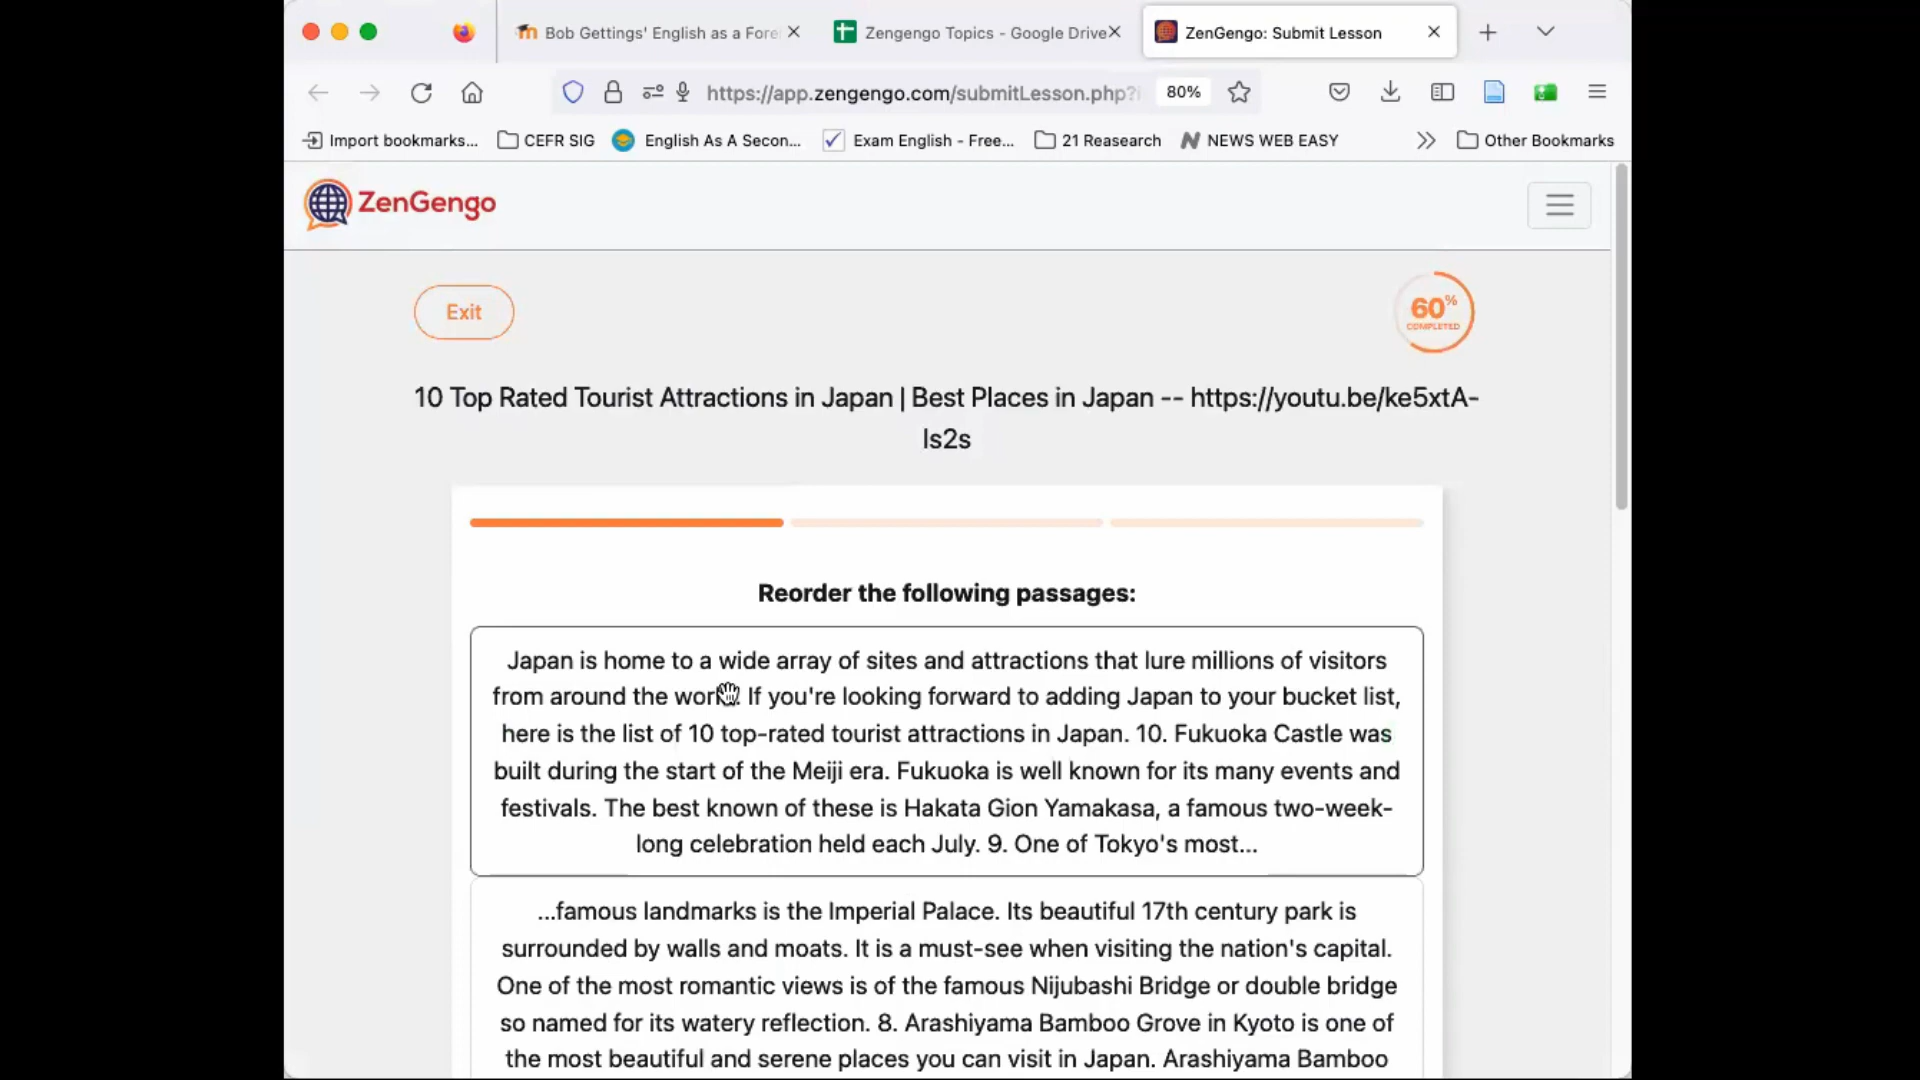 Bob Gettings' English as a Fore
Zengengo Topics - Google Drive
ZenGengo: Submit Lesson
https://app.zengengo.com/submitLesson.php?
80%
Import bookmarks...
CEFR SIG
English As A Secon...
Exam English - Free...
21 Reasearch
NEWS WEB EASY
Other Bookmarks
ZenGengo
Exit
60%
COMPLETED
10 Top Rated Tourist Attractions in Japan | Best Places in Japan -- https://youtu.be/ke5xtA-
ls2s
Reorder the following passages:
Japan is home to a wide array of sites and attractions that lure millions of visitors
from around the If you're looking forward to adding Japan to your bucket list,
here is the list of 10 top-rated tourist attractions in Japan. 10. Fukuoka Castle was
built during the start of the Meiji era. Fukuoka is well known for its many events and
festivals. The best known of these is Hakata Gion Yamakasa, a famous two-week-
long celebration held each July. 9. One of Tokyo's most...
...famous landmarks is the Imperial Palace. Its beautiful 17th century park is
surrounded by walls and moats. It is a must-see when visiting the nation's capital.
One of the most romantic views is of the famous Nijubashi Bridge or double bridge
so named for its watery reflection. 8. Arashiyama Bamboo Grove in Kyoto is one of
the most beautiful and serene places you can visit in Japan. Arashiyama Bamboo